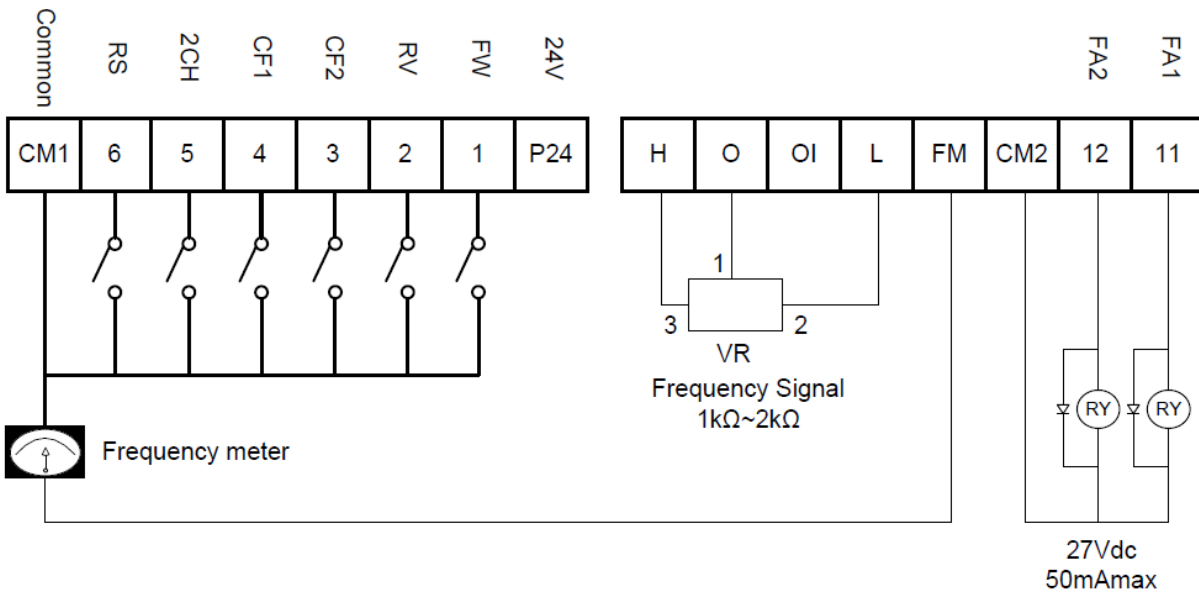 Common
RS
2CH
CF1
CF2
RV
FW
24V
FA2
FA1
CM1 6 5 4 3 2 1 P24
H O OI L FM CM2 12 11
1
3 2
VR
Frequency Signal
1kΩ~2kΩ
RY RY
Frequency meter
27Vdc
50mAmax